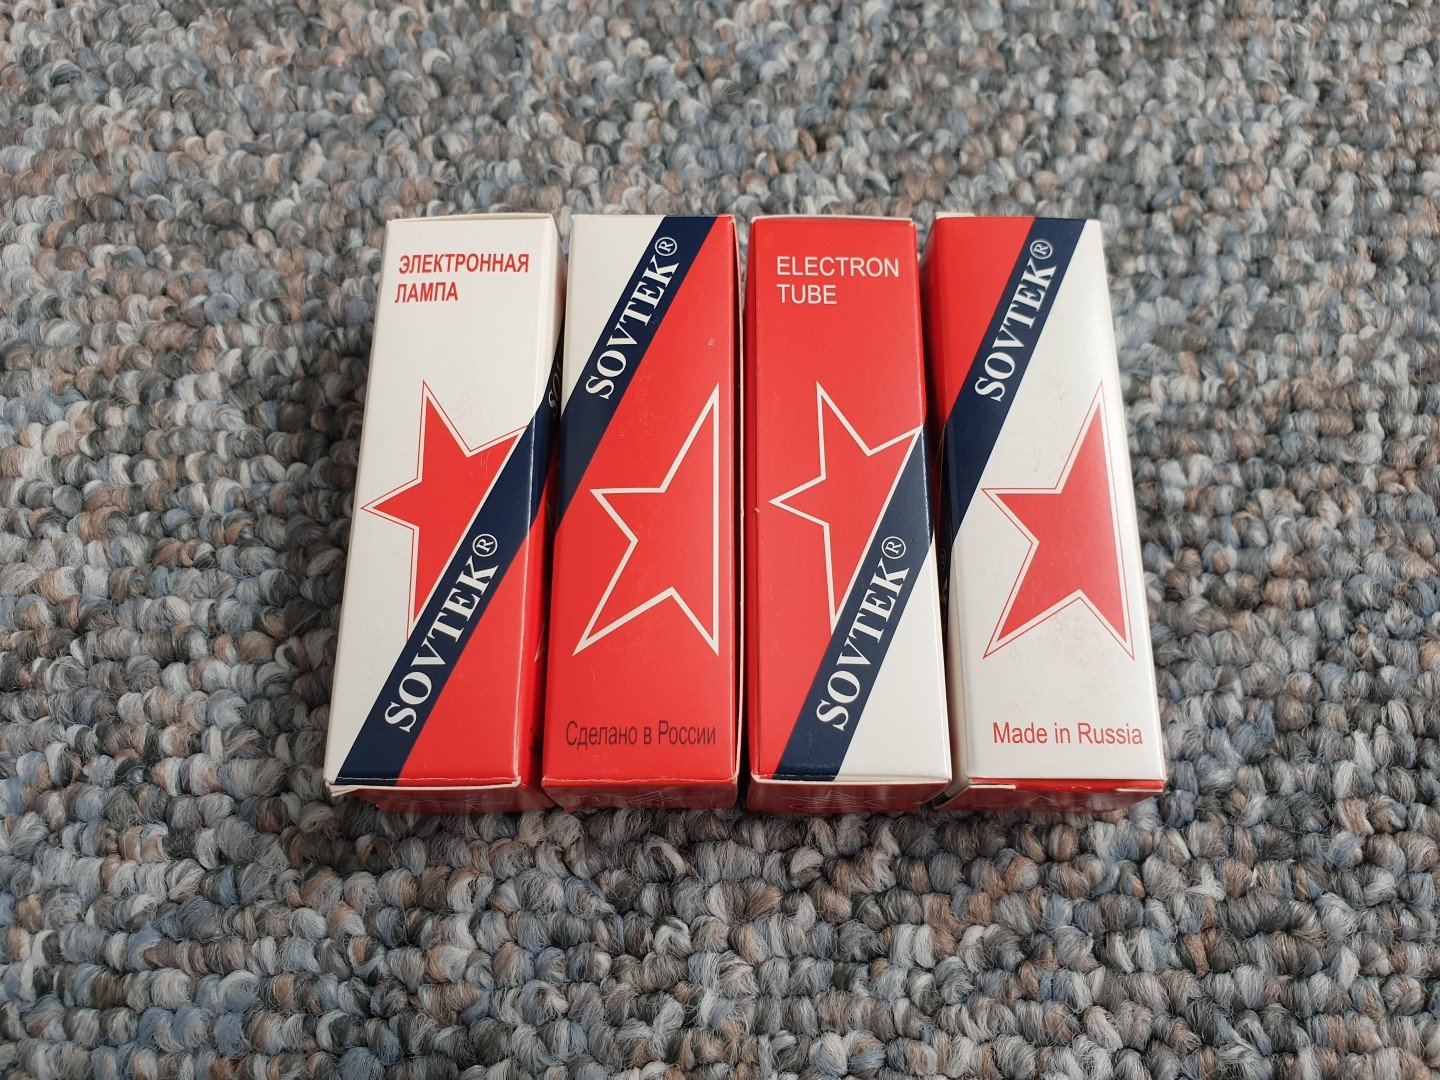 ЭЛЕКТРОННАЯ
ЛАМПА
SOVTEK®
SOVTEK®
Сделано в России
ELECTRON
TUBE
SOVTEK®
SOVTEK®
Made in Russia